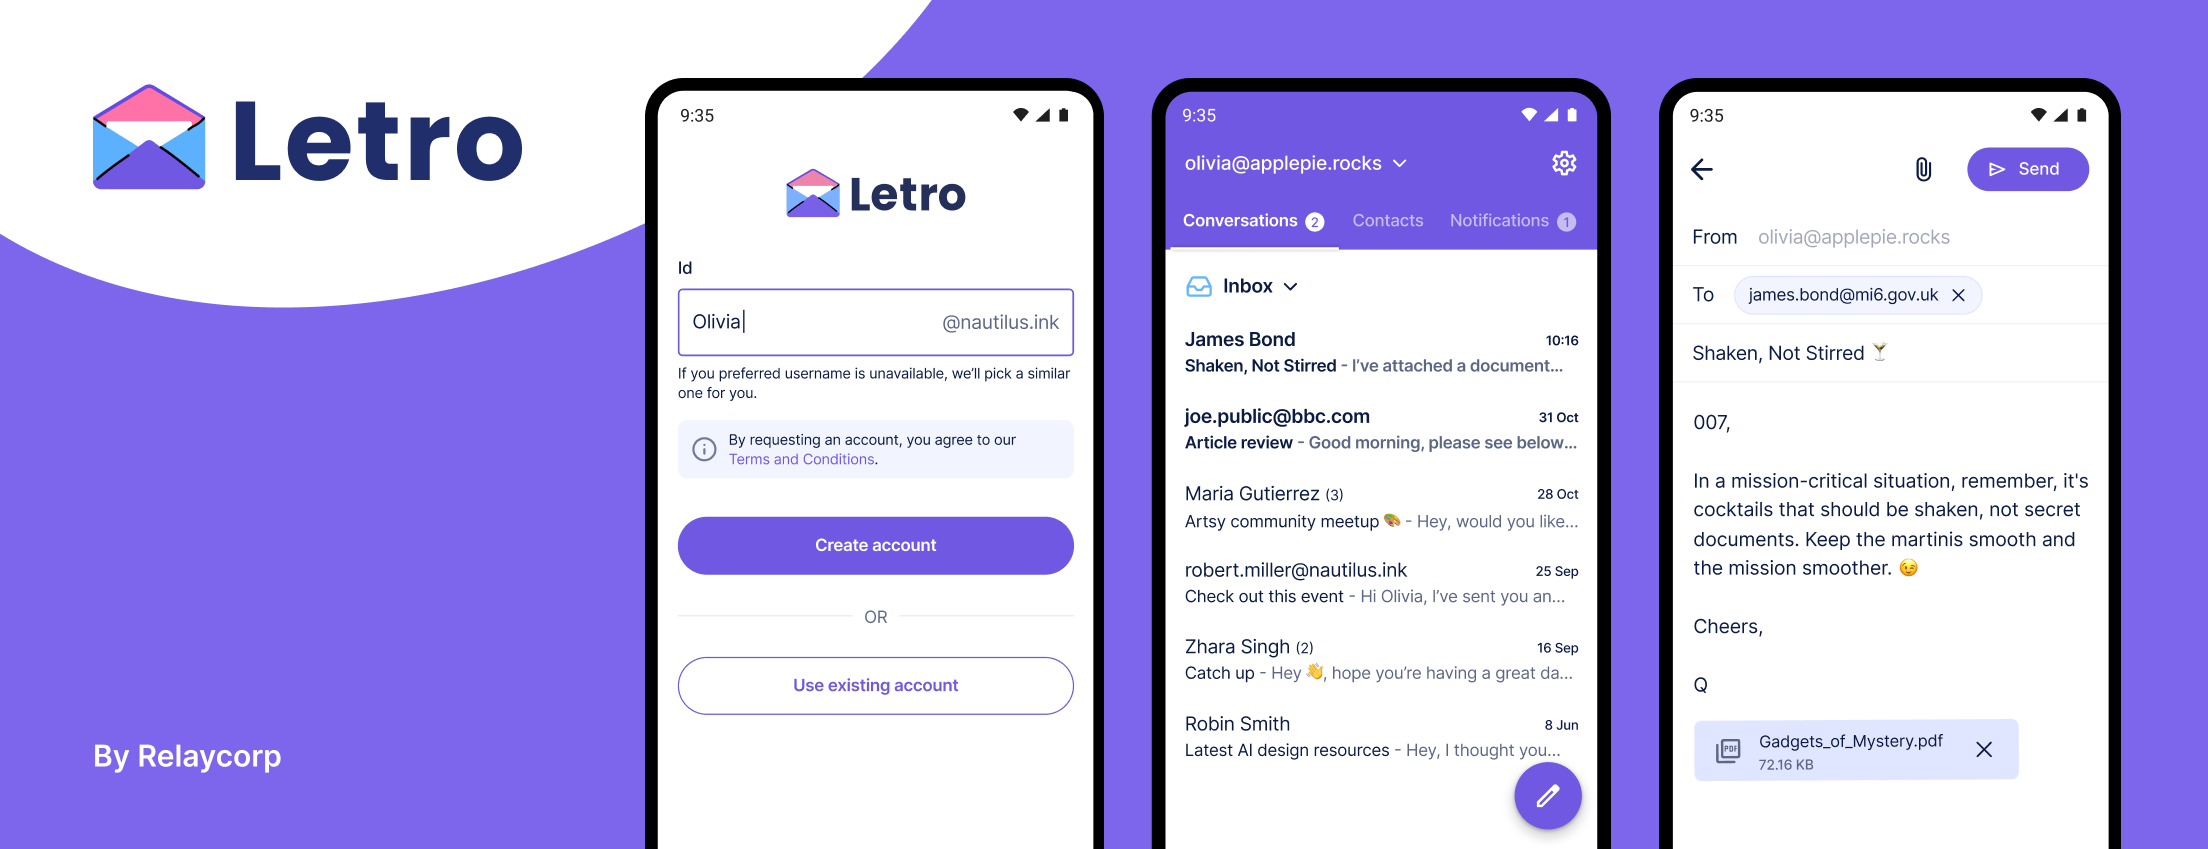 Letro
By Relaycorp
9:35
Letro
Id
Olivia @nautilus.ink
If you preferred username is unavailable, we'll pick a similar
one for you.
By requesting an account, you agree to our
Terms and Conditions.
Create account
OR
Use existing account
9:35
olivia@applepie.rocks
Conversations 2 Contacts Notifications 1
Inbox
James Bond 10:16
Shaken, Not Stirred - I've attached a document...
joe.public@bbc.com 31 Oct
Article review - Good morning, please see below...
Maria Gutierrez (3) 28 Oct
Artsy community meetup 🎨 - Hey, would you like...
robert.miller@nautilus.ink 25 Sep
Check out this event - Hi Olivia, I've sent you an...
Zhara Singh (2) 16 Sep
Catch up - Hey 👋, hope you're having a great da...
Robin Smith 8 Jun
Latest AI design resources - Hey, I thought you...
9:35
Send
From olivia@applepie.rocks
To james.bond@mi6.gov.uk
Shaken, Not Stirred 🍸
007,
In a mission-critical situation, remember, it's
cocktails that should be shaken, not secret
documents. Keep the martinis smooth and
the mission smoother. 😉
Cheers,
Q
PDF
Gadgets_of_Mystery.pdf
72.16 KB